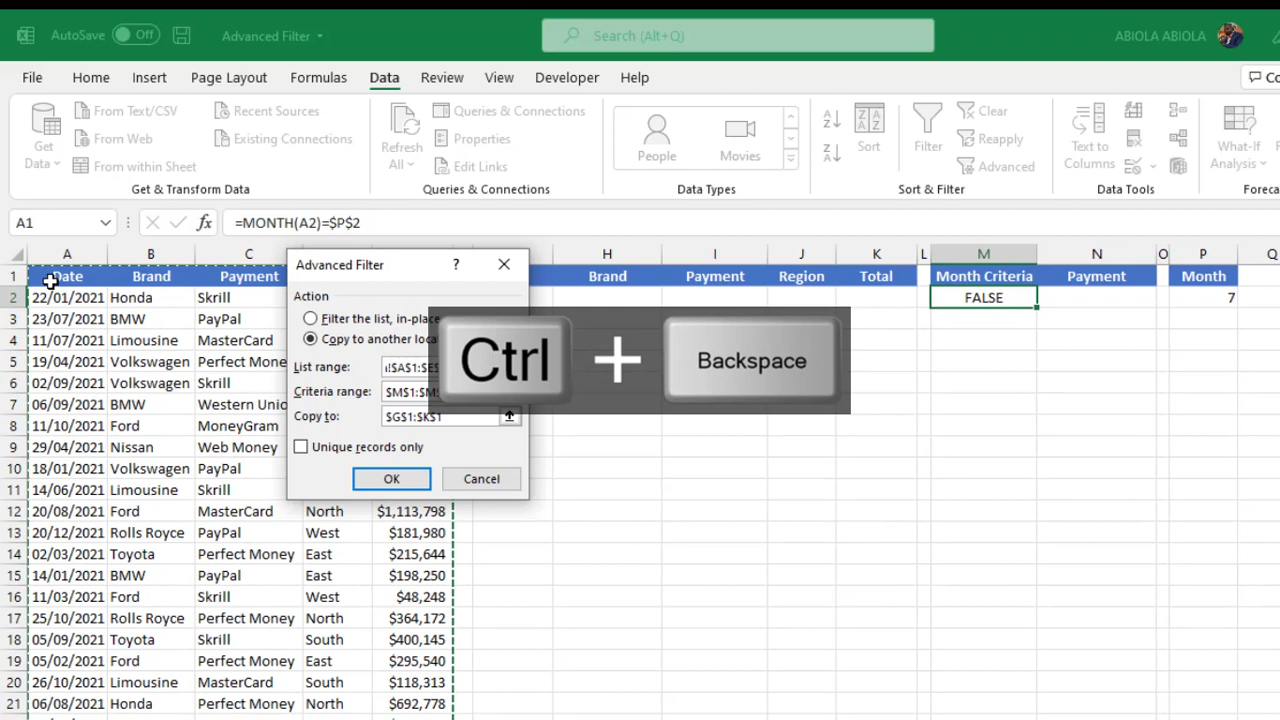 AutoSave Off Advanced Filter Search (Alt+Q) ABIOLA ABIOLA
File Home Insert Page Layout Formulas Data Review View Developer Help
Get Data From Text/CSV From Web From within Sheet Recent Sources Existing Connections
Refresh All Queries & Connections Properties Edit Links
People Movies
Sort Filter Clear Reapply Advanced
Text to Columns What-If Analysis
Get & Transform Data Queries & Connections Data Types Sort & Filter Data Tools
A1 fx =MONTH(A2)=$P$2
A B C H I J K L M N O P Q
1 Date Brand Payment Brand Payment Region Total Month Criteria Payment Month
2 22/01/2021 Honda Skrill FALSE 7
3 23/07/2021 BMW PayPal
4 11/07/2021 Limousine MasterCard
5 19/04/2021 Volkswagen Perfect Mone
6 02/09/2021 Volkswagen Skrill
7 06/09/2021 BMW Western Unio
8 11/10/2021 Ford MoneyGram
9 29/04/2021 Nissan Web Money
10 18/01/2021 Volkswagen PayPal
11 14/06/2021 Limousine Skrill
12 20/08/2021 Ford MasterCard North $1,113,798
13 20/12/2021 Rolls Royce PayPal West $181,980
14 02/03/2021 Toyota Perfect Money East $215,644
15 14/01/2021 BMW PayPal East $198,250
16 11/03/2021 Ford Skrill West $48,248
17 25/10/2021 Rolls Royce Perfect Money North $364,172
18 05/09/2021 Toyota Skrill South $400,145
19 05/02/2021 Ford Perfect Money East $295,540
20 26/10/2021 Limousine MasterCard South $118,313
21 06/08/2021 Honda Perfect Money North $692,778
Advanced Filter ?
Action
Filter the list, in-place
Copy to another loca
List range: !$A$1:$E$
Criteria range: $M$1:$M
Copy to: $G$1:$K$1
Unique records only
OK Cancel
Ctrl + Backspace